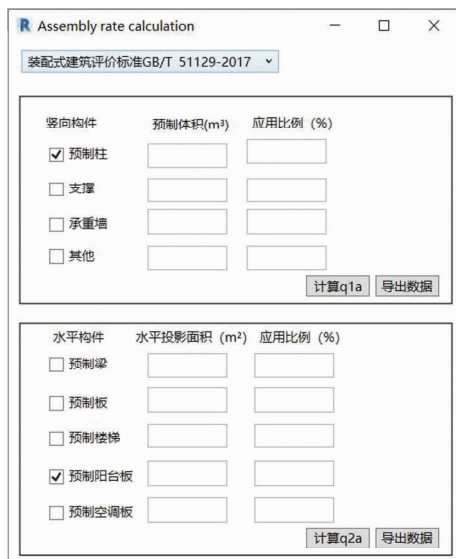 R Assembly rate calculation
装配式建筑评价标准GB/T 51129-2017
竖向构件 预制体积(m³) 应用比例 (%)
预制柱
支撑
承重墙
其他
计算q1a 导出数据
水平构件 水平投影面积 (m²) 应用比例 (%)
预制梁
预制板
预制楼梯
预制阳台板
预制空调板
计算q2a 导出数据